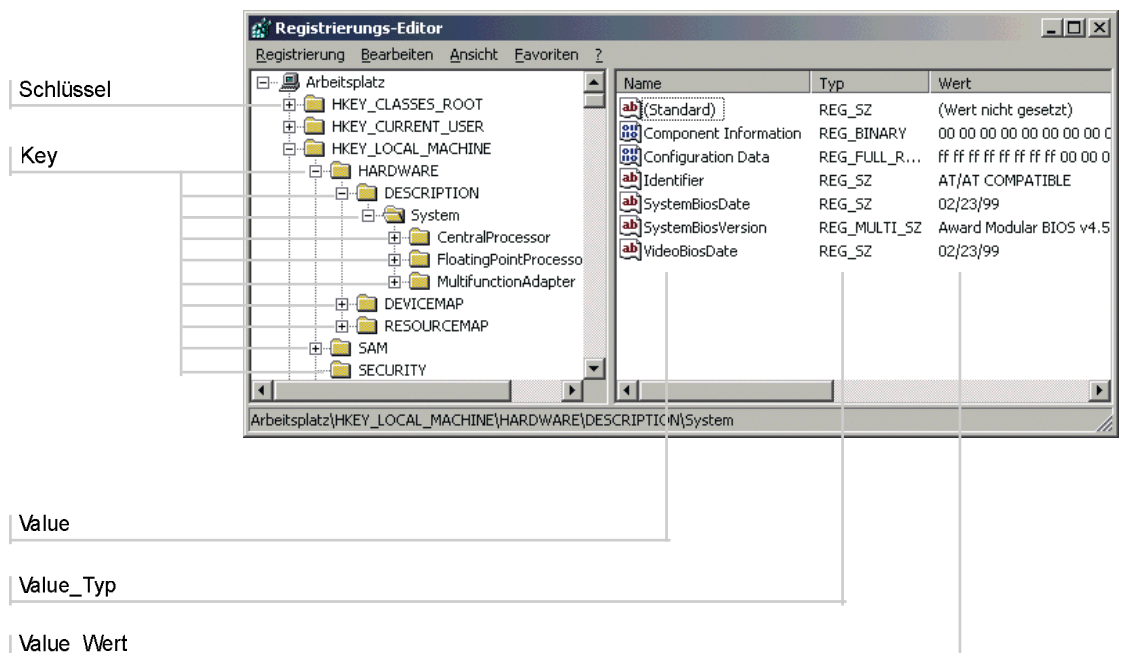 Registrierungs-Editor
Registrierung Bearbeiten Ansicht Favoriten ?
Schlüssel
Key
Arbeitsplatz
HKEY_CLASSES_ROOT
HKEY_CURRENT_USER
HKEY_LOCAL_MACHINE
HARDWARE
DESCRIPTION
System
CentralProcessor
FloatingPointProcesso
MultifunctionAdapter
DEVICEMAP
RESOURCEMAP
SAM
SECURITY
Name Typ Wert
(Standard) REG_SZ (Wert nicht gesetzt)
Component Information REG_BINARY 00 00 00 00 00 00 00 00 0
Configuration Data REG_FULL_R... ff ff ff ff ff ff ff ff 00 00 0
Identifier REG_SZ AT/AT COMPATIBLE
SystemBiosDate REG_SZ 02/23/99
SystemBiosVersion REG_MULTI_SZ Award Modular BIOS v4.5
VideoBiosDate REG_SZ 02/23/99
Arbeitsplatz\HKEY_LOCAL_MACHINE\HARDWARE\DESCRIPTION\System
Value
Value_Typ
Value_Wert